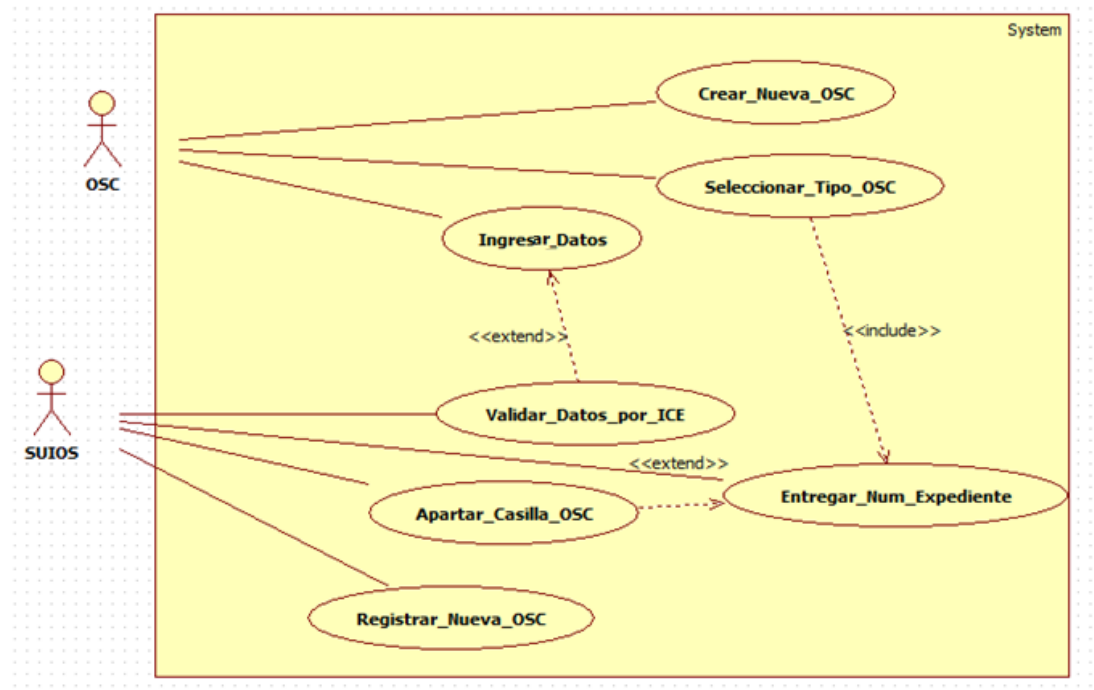 System
Crear_Nueva_OSC
OSC
Seleccionar_Tipo_OSC
Ingresar_Datos
<<extend>>
<<include>>
Validar_Datos_por_ICE
SUIOS
<<extend>>
Entregar_Num_Expediente
Apartar_Casilla_OSC
Registrar_Nueva_OSC